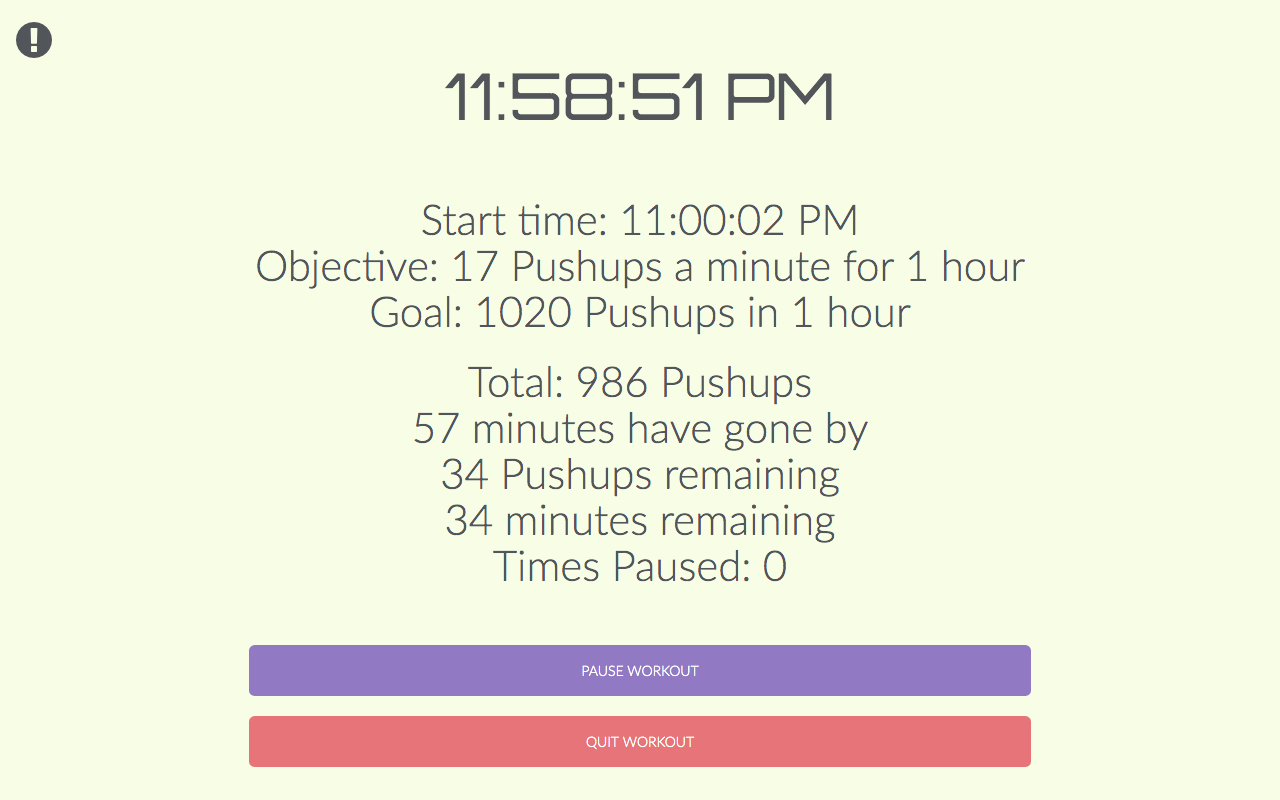 11:58:51 PM
Start time: 11:00:02 PM
Objective: 17 Pushups a minute for 1 hour
Goal: 1020 Pushups in 1 hour
Total: 986 Pushups
57 minutes have gone by
34 Pushups remaining
34 minutes remaining
Times Paused: 0
PAUSE WORKOUT
QUIT WORKOUT